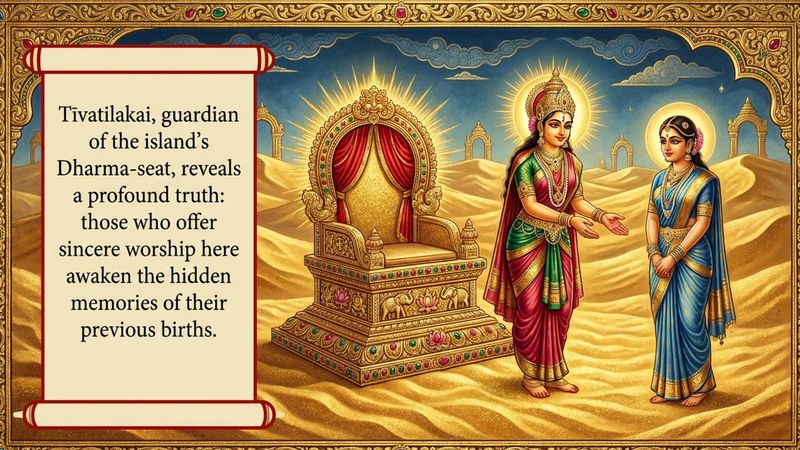 Tīvatilakai, guardian
of the island’s
Dharma-seat, reveals
a profound truth:
those who offer
sincere worship here
awaken the hidden
memories of their
previous births.